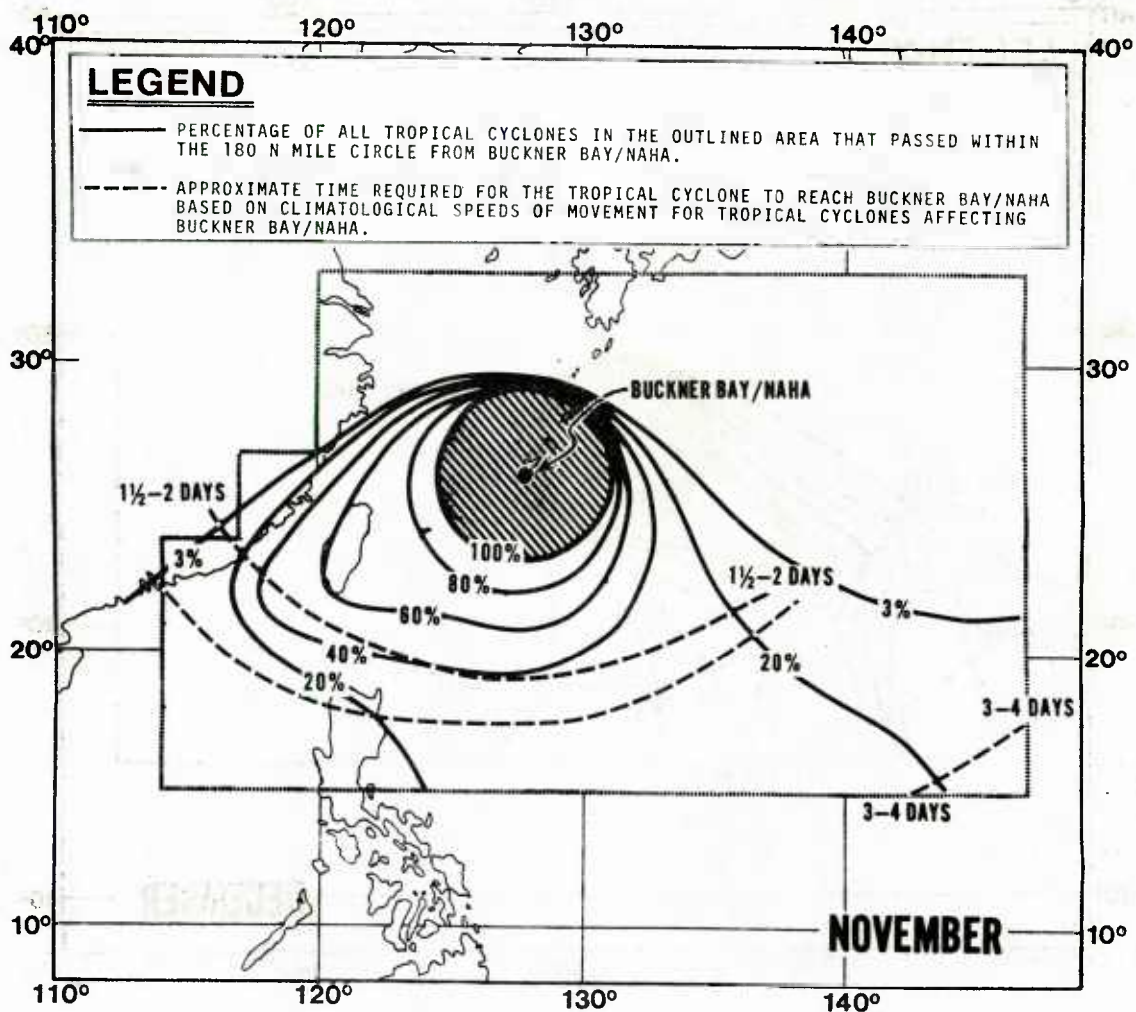 110° 120° 130° 140°
40° 40°
LEGEND
PERCENTAGE OF ALL TROPICAL CYCLONES IN THE OUTLINED AREA THAT PASSED WITHIN
THE 180 N MILE CIRCLE FROM BUCKNER BAY/NAHA.
APPROXIMATE TIME REQUIRED FOR THE TROPICAL CYCLONE TO REACH BUCKNER BAY/NAHA
BASED ON CLIMATOLOGICAL SPEEDS OF MOVEMENT FOR TROPICAL CYCLONES AFFECTING
BUCKNER BAY/NAHA.
30° 30°
BUCKNER BAY/NAHA
1½-2 DAYS
3%
100%
80%
1½-2 DAYS
60%
3%
20° 20°
40%
20%
20%
3-4 DAYS
3-4 DAYS
10° 10°
NOVEMBER
110° 120° 130° 140°